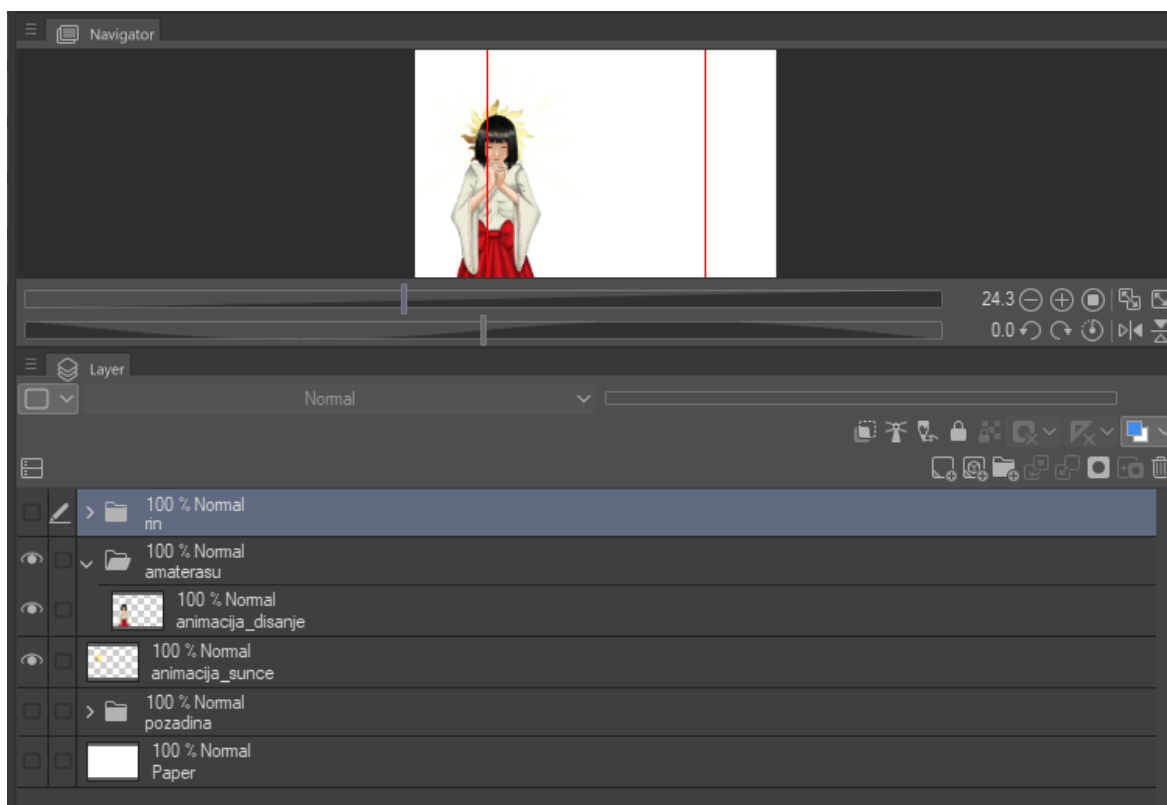 Navigator
24.3
0.0
Layer
Normal
100 % Normal
rin
100 % Normal
amaterasu
100 % Normal
animacija_disanje
100 % Normal
animacija_sunce
100 % Normal
pozadina
100 % Normal
Paper